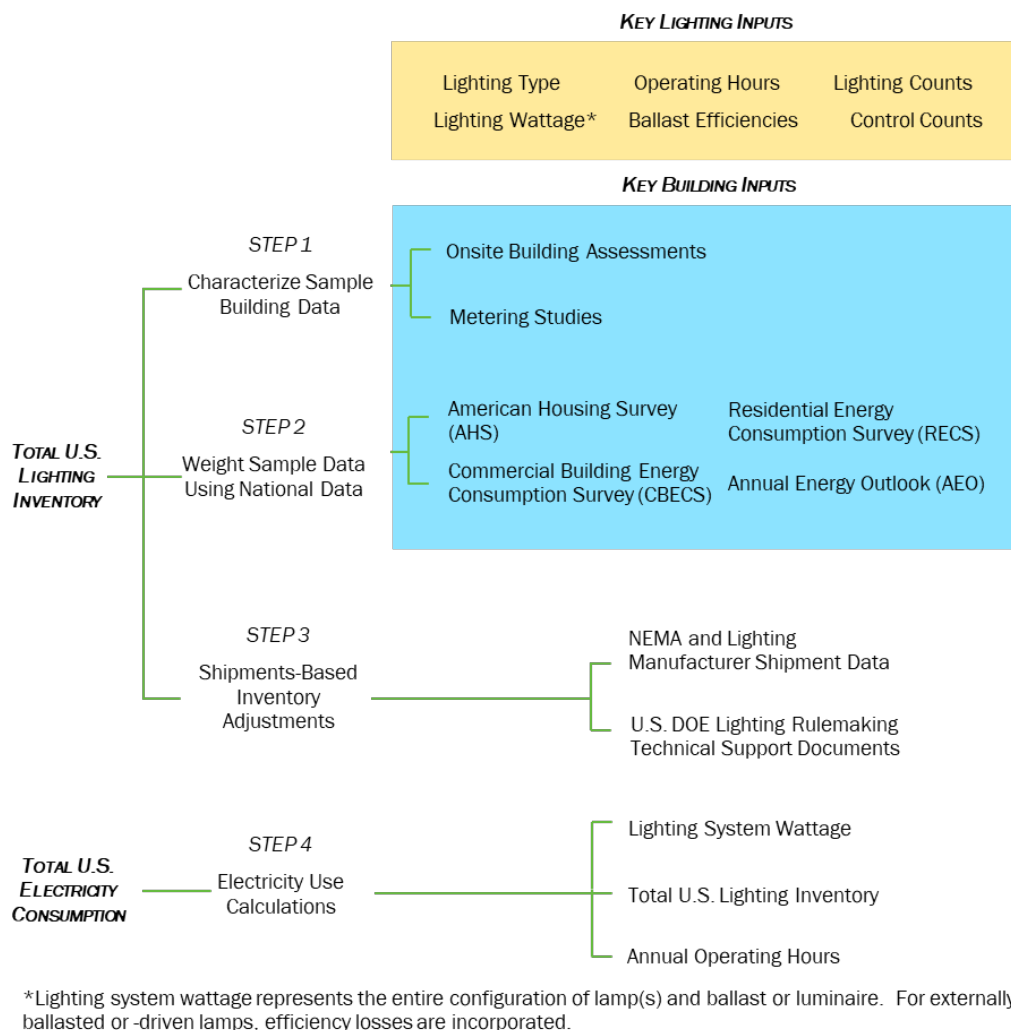 KEY LIGHTING INPUTS
Lighting Type
Operating Hours
Lighting Counts
Lighting Wattage*
Ballast Efficiencies
Control Counts
KEY BUILDING INPUTS
STEP 1
Characterize Sample
Building Data
Onsite Building Assessments
Metering Studies
TOTAL U.S.
LIGHTING
INVENTORY
STEP 2
Weight Sample Data
Using National Data
American Housing Survey
(AHS)
Residential Energy
Consumption Survey (RECS)
Commercial Building Energy
Consumption Survey (CBECS)
Annual Energy Outlook (AEO)
STEP 3
Shipments-Based
Inventory
Adjustments
NEMA and Lighting
Manufacturer Shipment Data
U.S. DOE Lighting Rulemaking
Technical Support Documents
TOTAL U.S.
ELECTRICITY
CONSUMPTION
STEP 4
Electricity Use
Calculations
Lighting System Wattage
Total U.S. Lighting Inventory
Annual Operating Hours
*Lighting system wattage represents the entire configuration of lamp(s) and ballast or luminaire. For externally
ballasted or -driven lamps, efficiency losses are incorporated.